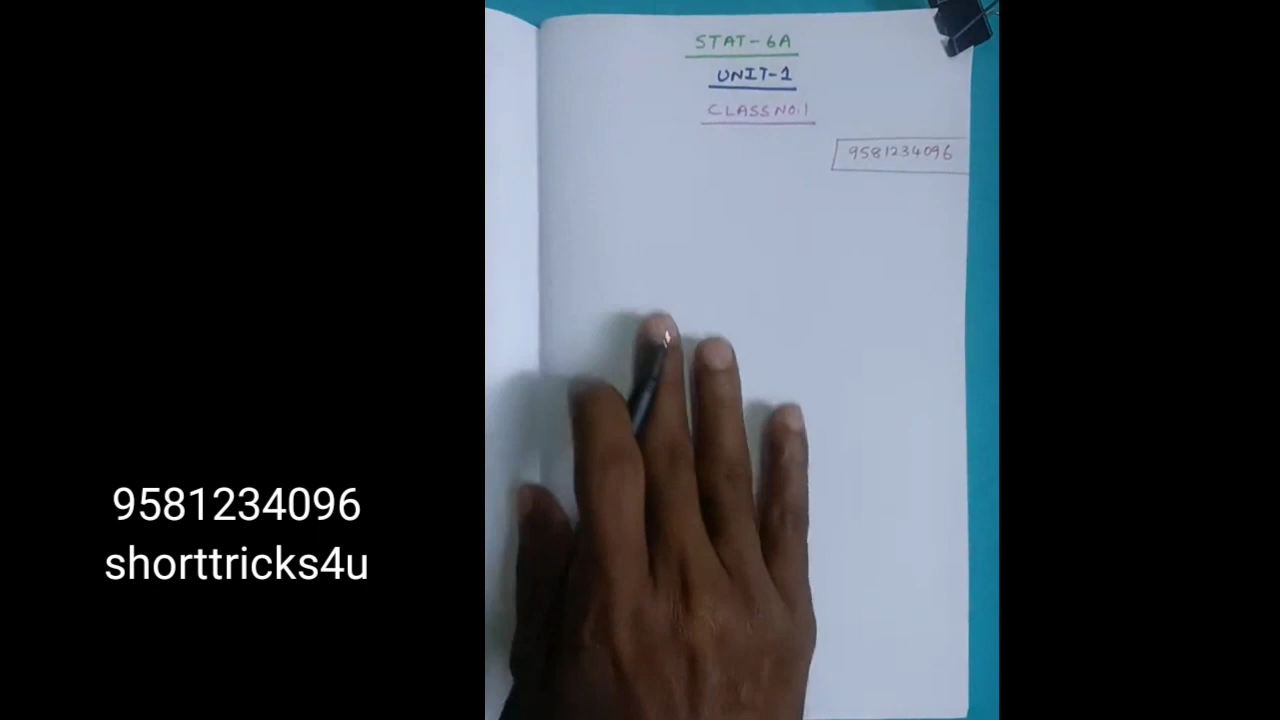 STAT-6A
UNIT-1
CLASS NO.1
9581234096
9581234096
shorttricks4u